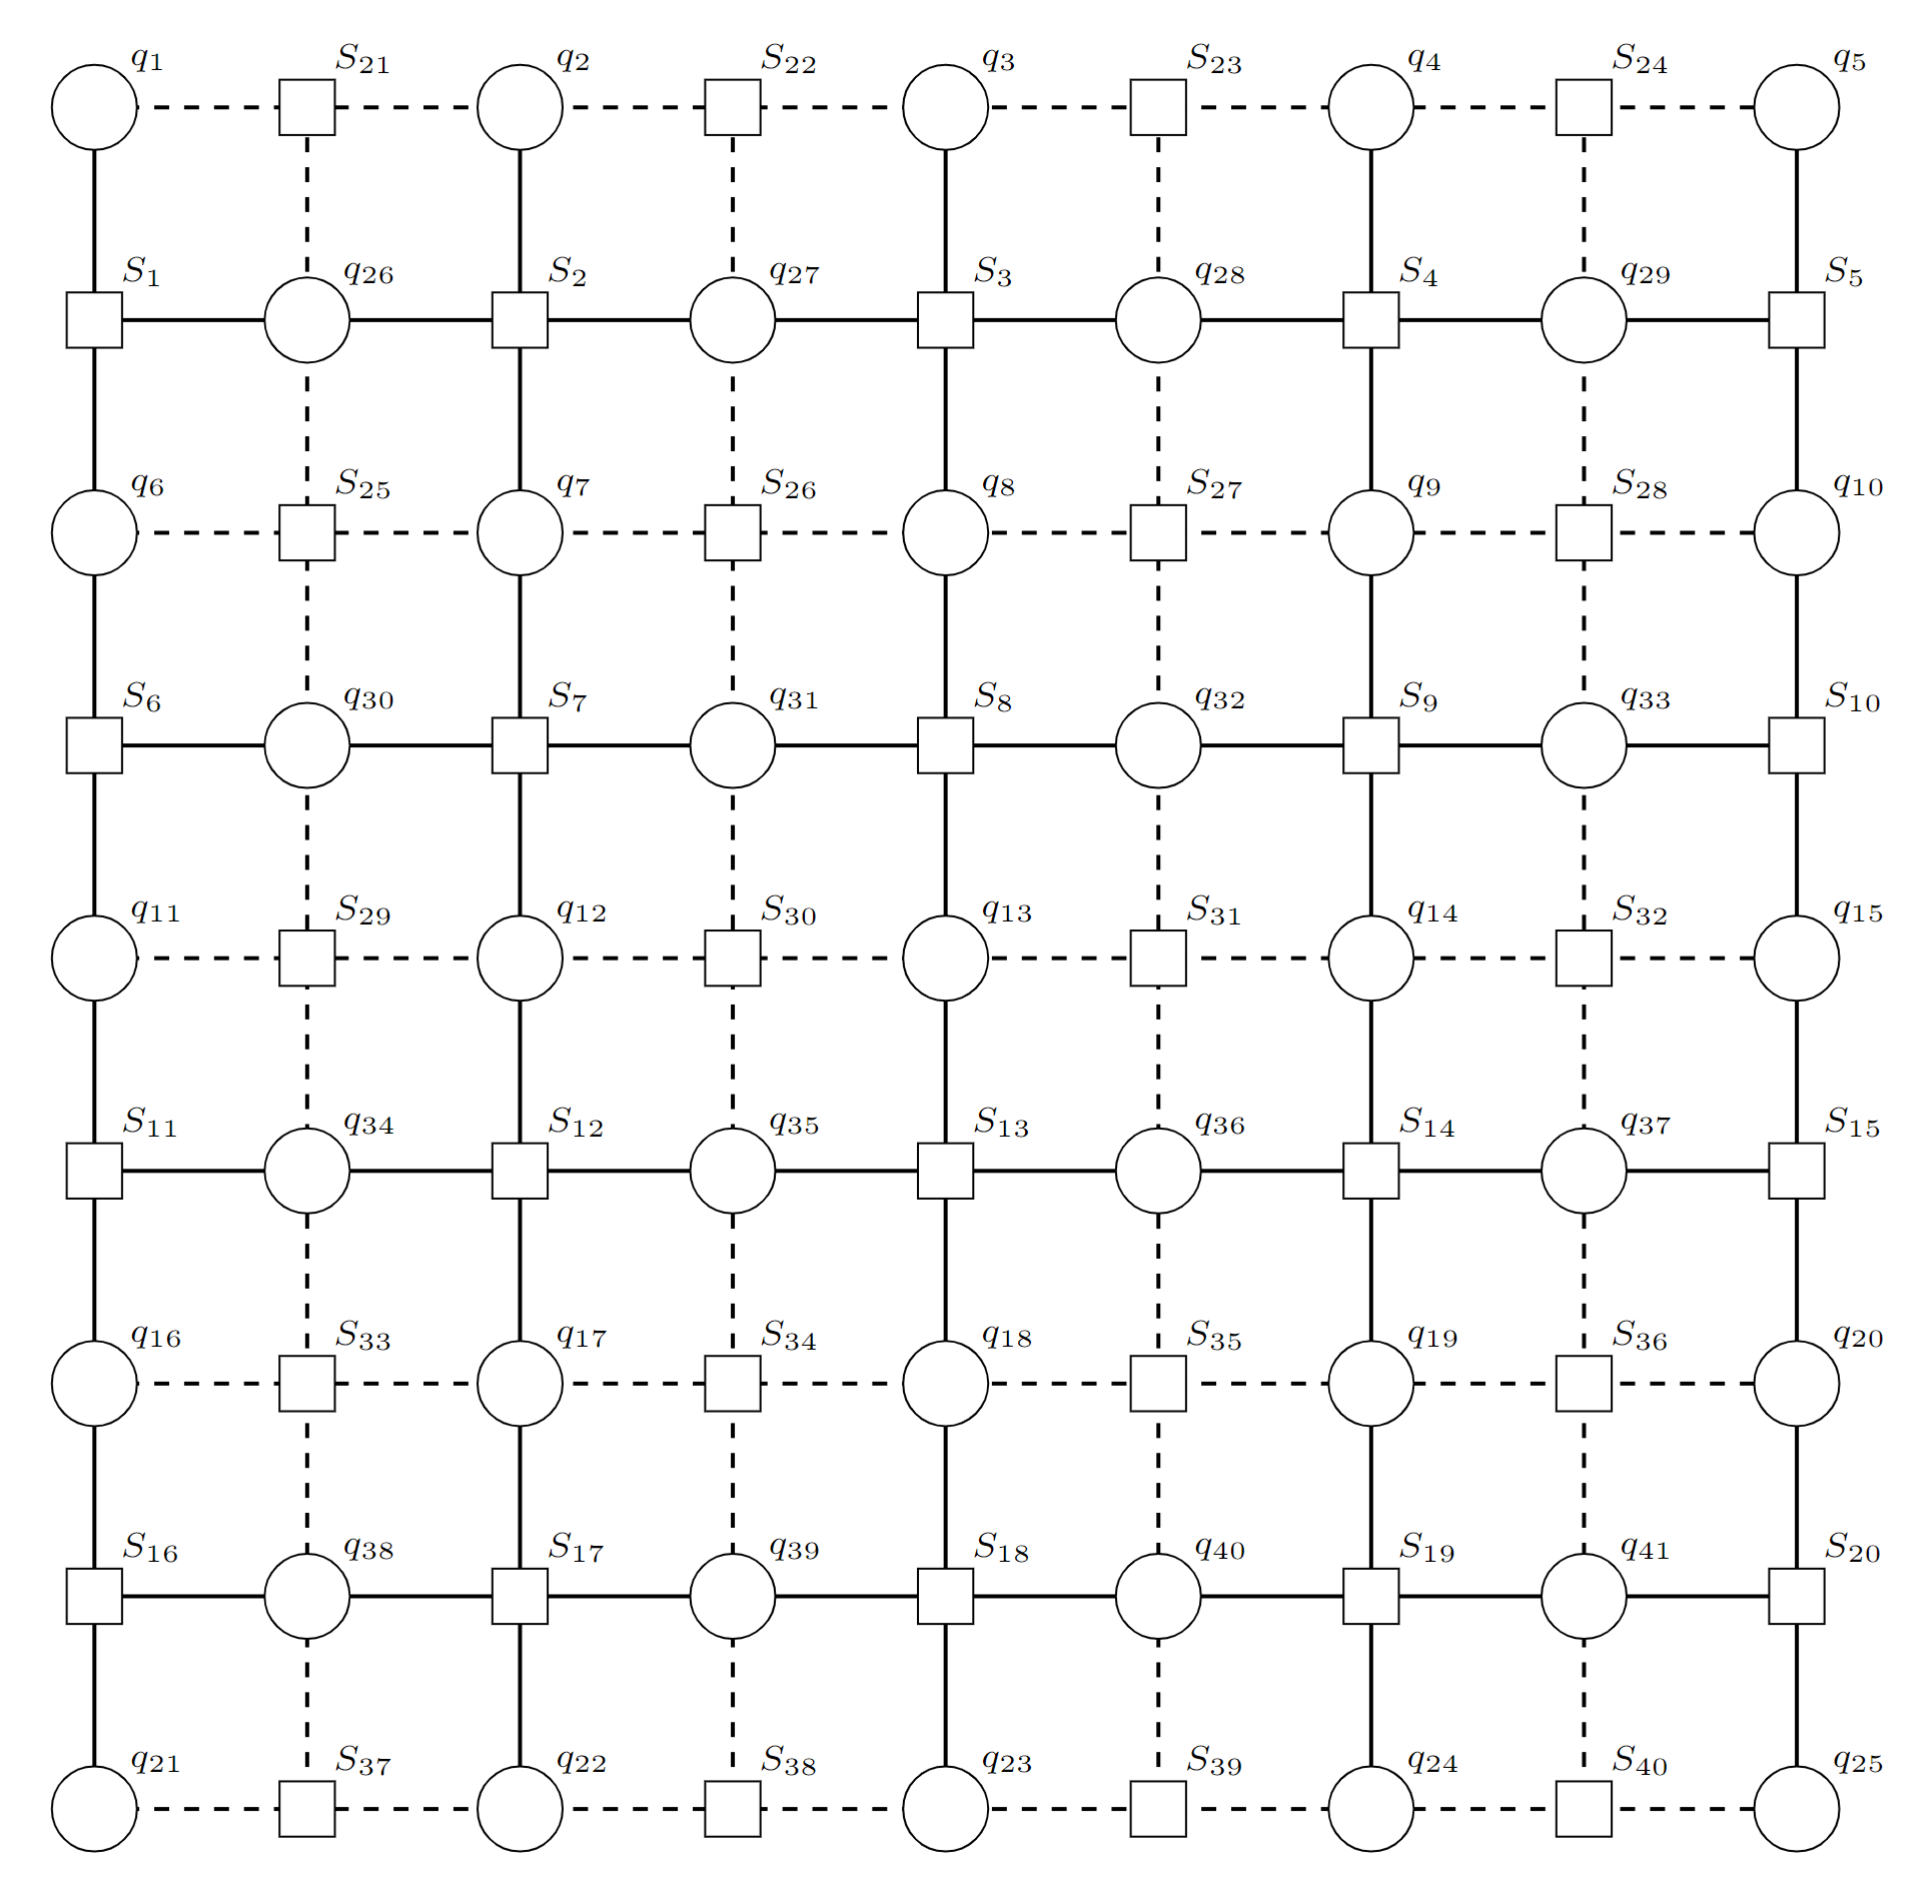 q1 S21 q2 S22 q3 S23 q4 S24 q5
S1 q26 S2 q27 S3 q28 S4 q29 S5
q6 S25 q7 S26 q8 S27 q9 S28 q10
S6 q30 S7 q31 S8 q32 S9 q33 S10
q11 S29 q12 S30 q13 S31 q14 S32 q15
S11 q34 S12 q35 S13 q36 S14 q37 S15
q16 S33 q17 S34 q18 S35 q19 S36 q20
S16 q38 S17 q39 S18 q40 S19 q41 S20
q21 S37 q22 S38 q23 S39 q24 S40 q25